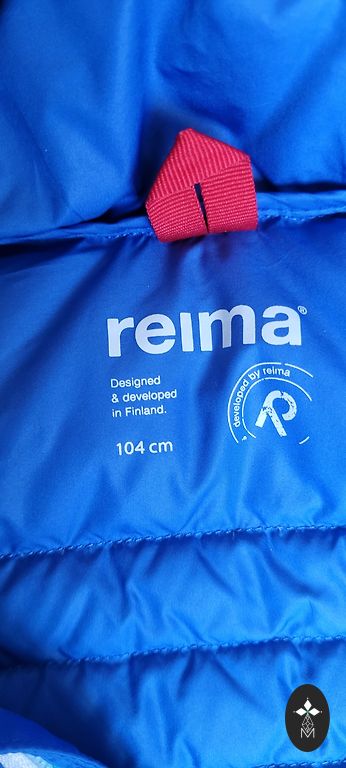 reima®
Designed
& developed
in Finland.
104 cm
developed by reima
R
M